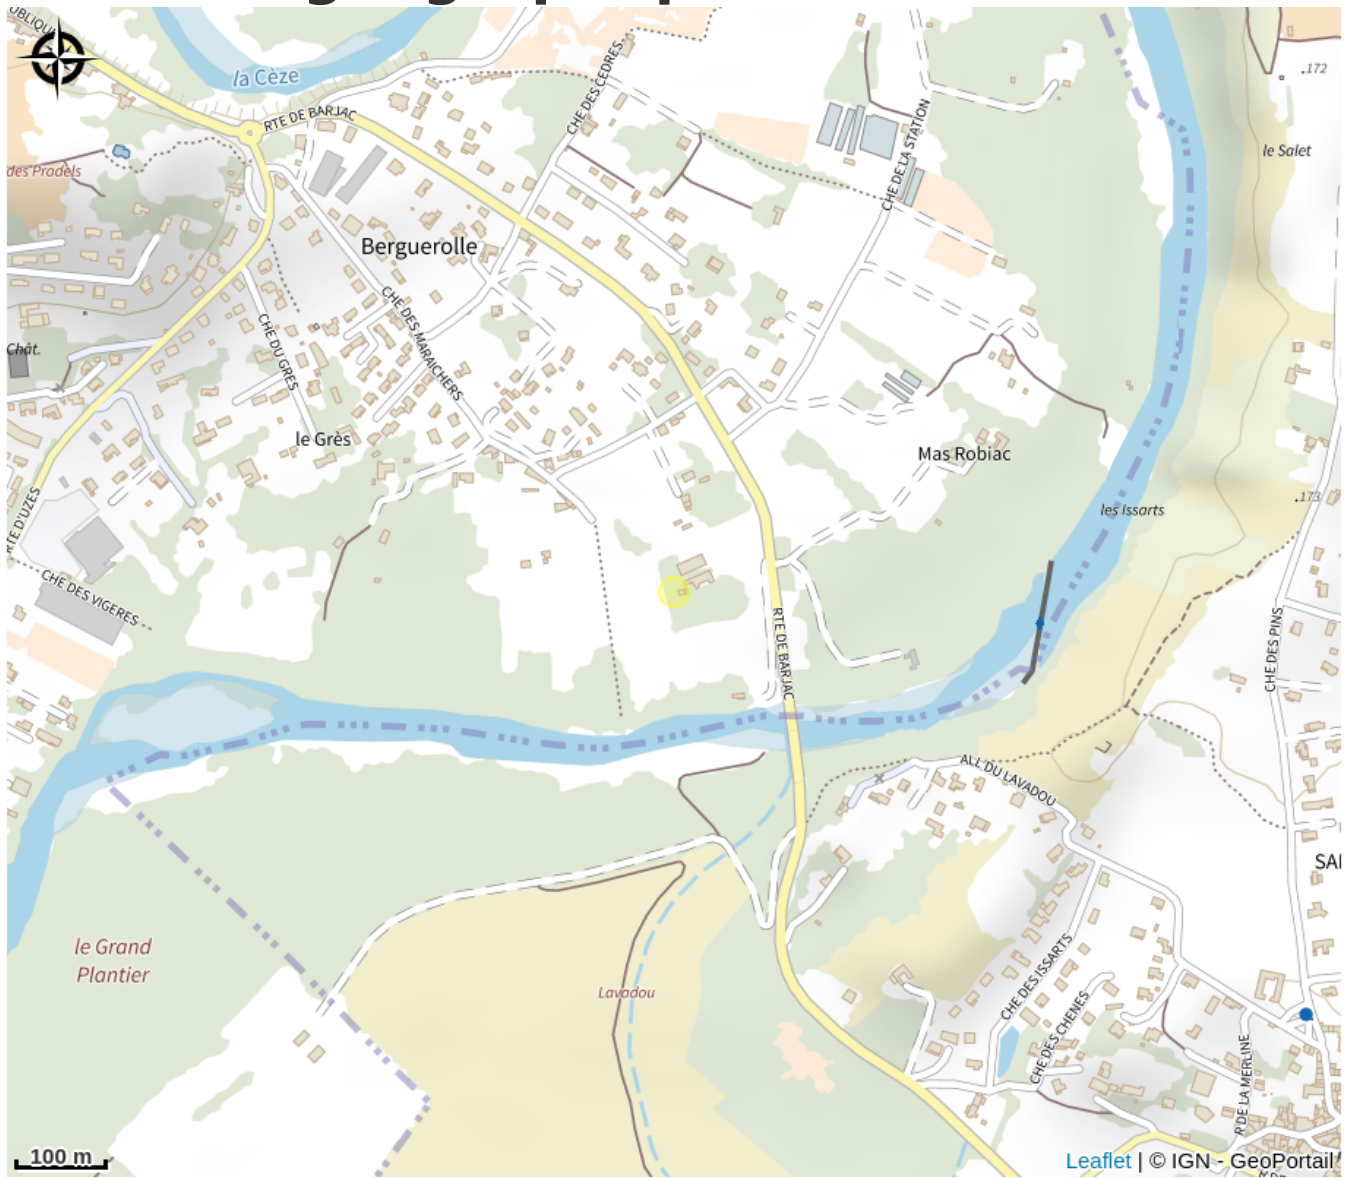 la Cèze
RTE DE BARJAC
CHE DES CEDRES
CHE DE LA STATION
.172
le Salet
des Pradels
Berguerolle
CHE DES MARAICHERS
CHE DU GRES
Chât.
le Grès
Mas Robiac
.173
les Issarts
RTE D'UZES
CHE DES VIGERES
RTE DE BARJAC
CHE DES PINS
ALL DU LAVADOU
SAI
le Grand
Plantier
Lavadou
CHE DES ISSARTS
CHE DES CHENES
R DE LA MERLINE
100 m
Leaflet | © IGN - GeoPortail